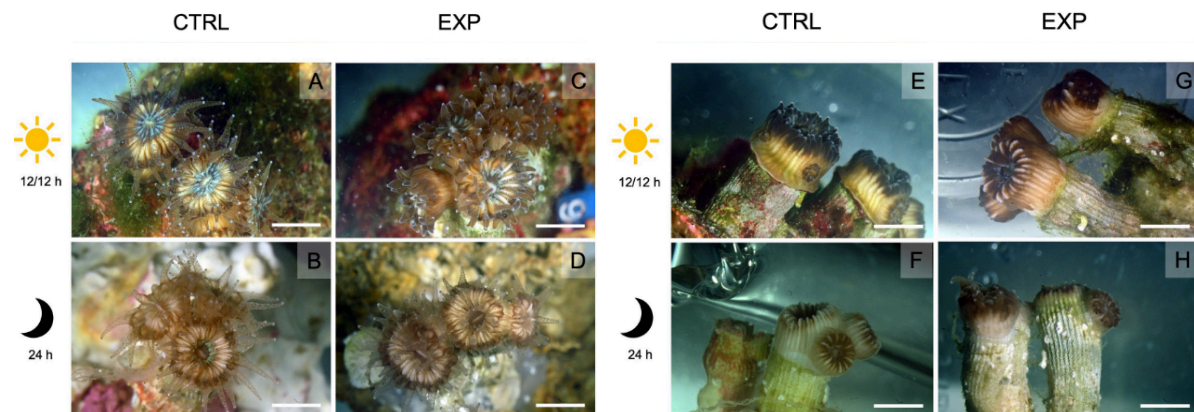 CTRL EXP CTRL EXP
A C E G
12/12 h 12/12 h
B D F H
24 h 24 h